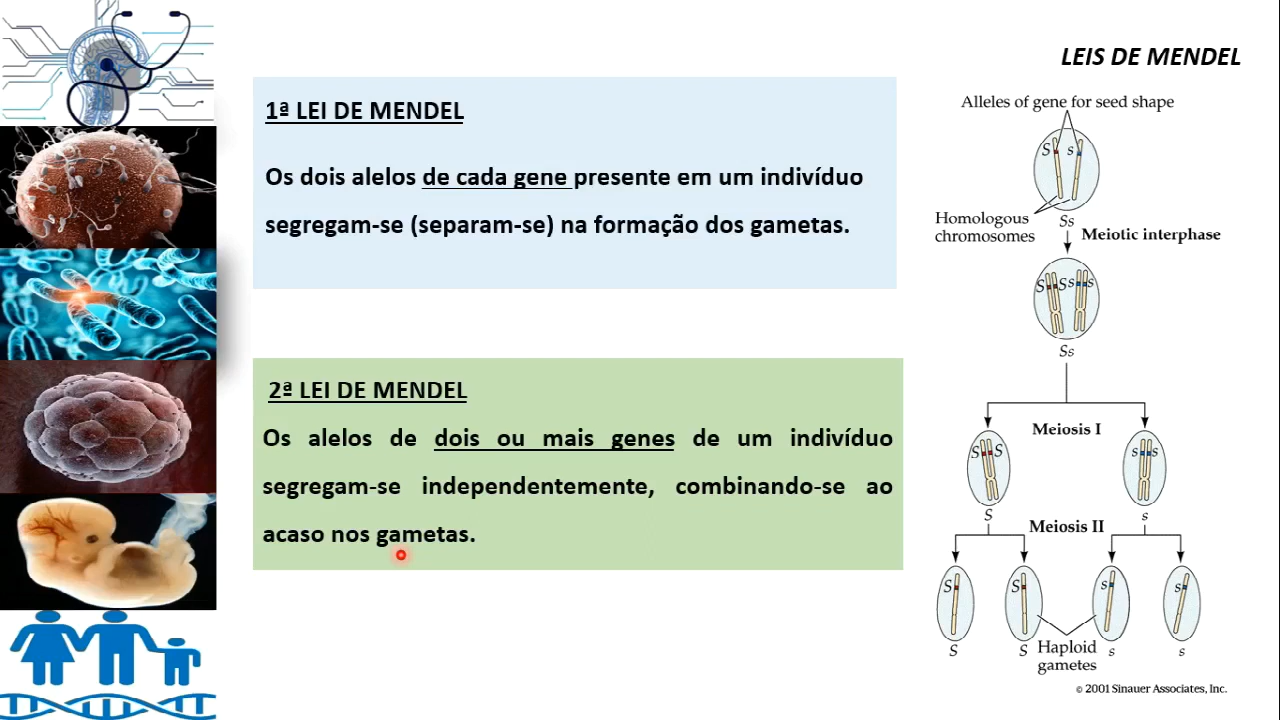 LEIS DE MENDEL
1ª LEI DE MENDEL
Os dois alelos de cada gene presente em um indivíduo
segregam-se (separam-se) na formação dos gametas.
2ª LEI DE MENDEL
Os alelos de dois ou mais genes de um indivíduo
segregam-se independentemente, combinando-se ao
acaso nos gametas.
Alleles of gene for seed shape
S s
Homologous
chromosomes
Ss
Meiotic interphase
S S s s
Ss
Meiosis I
S S
s s
S
s
Meiosis II
S S s s
S S s s
Haploid
gametes
© 2001 Sinauer Associates, Inc.